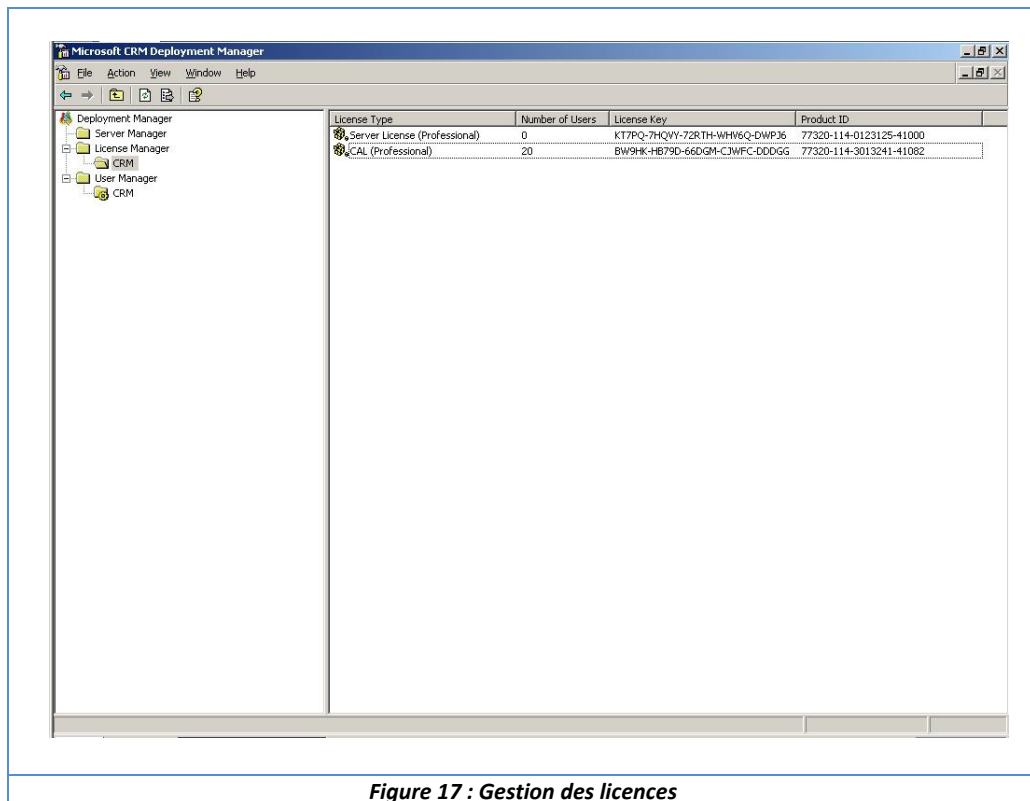 Microsoft CRM Deployment Manager
File Action View Window Help
Deployment Manager
Server Manager
License Manager
CRM
User Manager
CRM
License Type Number of Users License Key Product ID
Server License (Professional) 0 KT7PQ-7HQVY-72RTH-WHV6Q-DWPJ6 77320-114-0123125-41000
CAL (Professional) 20 BW9HK-HB79D-66DGM-CJWFC-DDDGG 77320-114-3013241-41082
Figure 17 : Gestion des licences